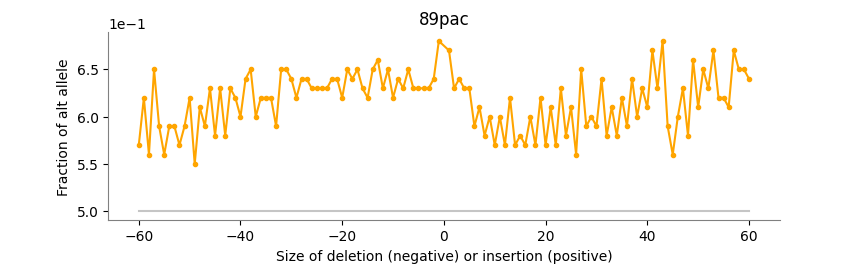 89pac
1e−1
6.5
6.0
5.5
5.0
Fraction of alt allele
−60 −40 −20 0 20 40 60
Size of deletion (negative) or insertion (positive)